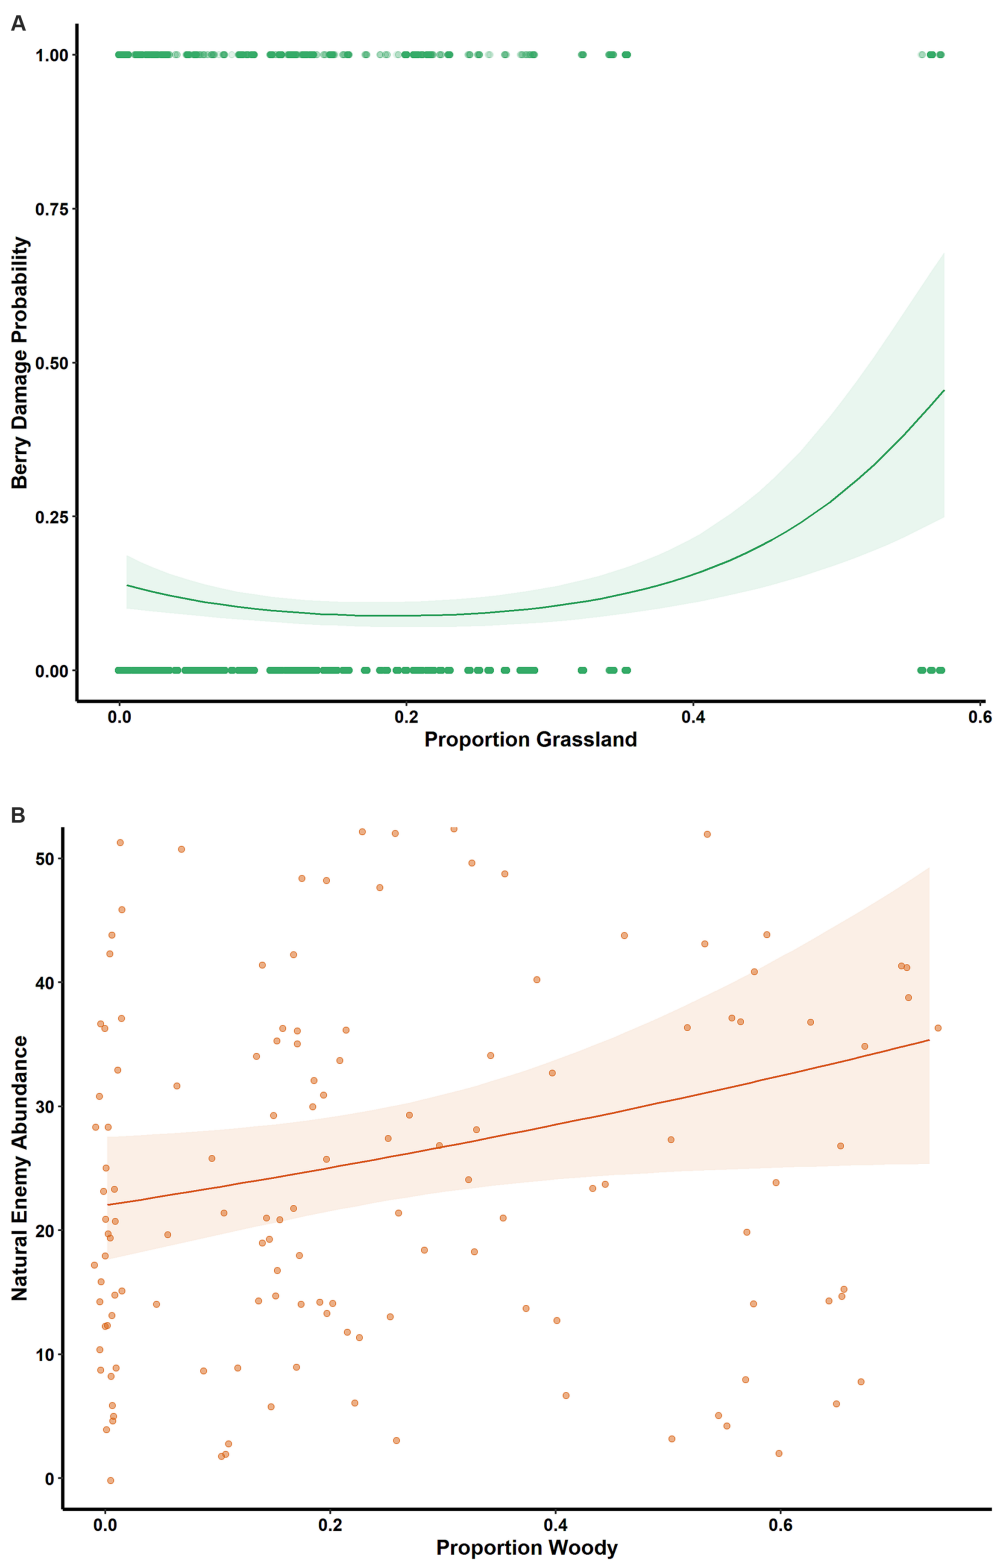 A
1.00
0.75
0.50
0.25
0.00
Berry Damage Probability
0.0 0.2 0.4 0.6
Proportion Grassland
B
50
40
30
20
10
0
Natural Enemy Abundance
0.0 0.2 0.4 0.6
Proportion Woody